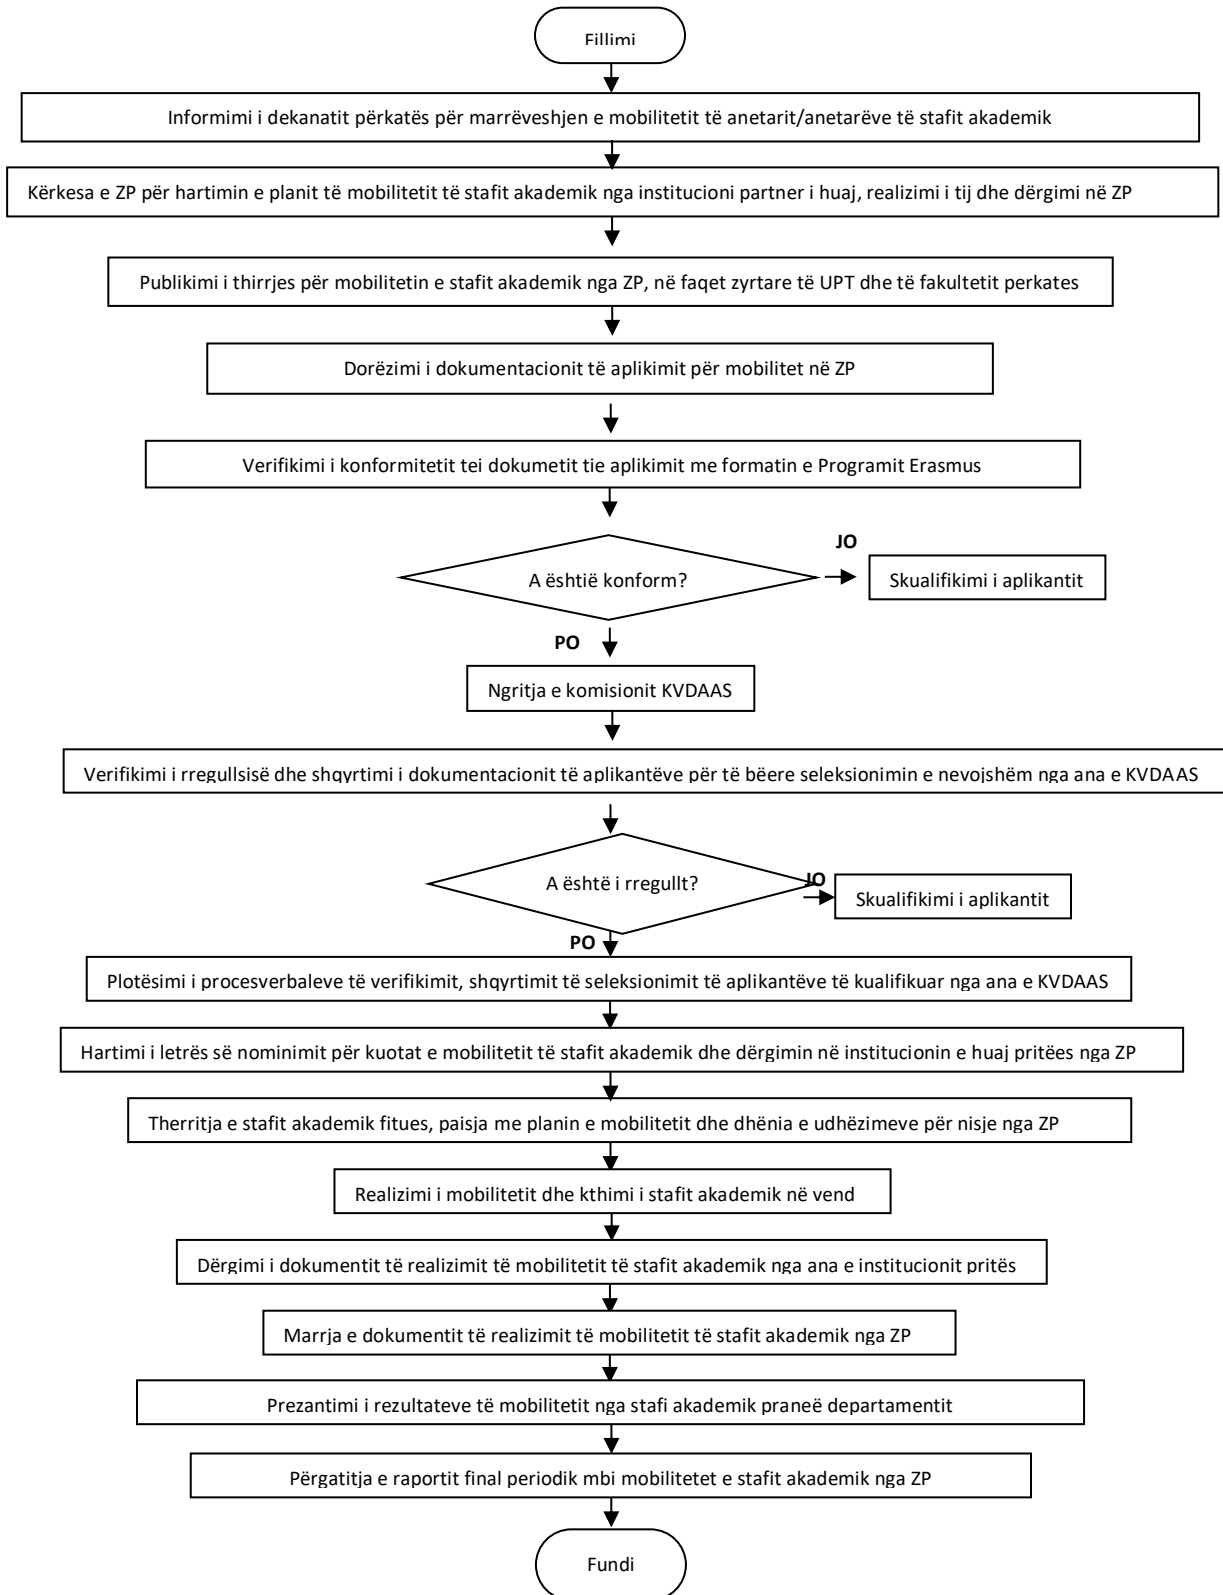 Fillimi
Informimi i dekanatit përkatës për marrëveshjen e mobilitetit të anetarit/anetarëve të stafit akademik
Kërkesa e ZP për hartimin e planit të mobilitetit të stafit akademik nga institucioni partner i huaj, realizimi i tij dhe dërgimi në ZP
Publikimi i thirrjes për mobilitetin e stafit akademik nga ZP, në faqet zyrtare të UPT dhe të fakultetit perkates
Dorëzimi i dokumentacionit të aplikimit për mobilitet në ZP
Verifikimi i konformitetit tei dokumetit tie aplikimit me formatin e Programit Erasmus
JO
Aështië konform?
Skualifikimi i aplikantit
PO
Ngritja e komisionit KVDAAS
Verifikimi i rregullsisë dhe shqyrtimi i dokumentacionit të aplikantëve për të bëere seleksionimin e nevojshëm nga ana e KVDAAS
A është i rregullt?
JO
Skualifikimi i aplikantit
PO
Plotësimi i procesverbaleve të verifikimit, shqyrtimit të seleksionimit të aplikantëve të kualifikuar nga ana e KVDAAS
Hartimi i letrës së nominimit për kuotat e mobilitetit të stafit akademik dhe dërgimin në institucionin e huaj pritëes nga ZP
Therritja e stafit akademik fitues, paisja me planin e mobilitetit dhe dhënia e udhëzimeve për nisje nga ZP
Realizimi i mobilitetit dhe kthimi i stafit akademik në vend
Dërgimi i dokumentit të realizimit të mobilitetit të stafit akademik nga ana e institucionit pritës
Marrja e dokumentit të realizimit të mobilitetit të stafit akademik nga ZP
Prezantimi i rezultateve të mobilitetit nga stafi akademik praneë departamentit
Përgatitja e raportit final periodik mbi mobilitetet e stafit akademik nga ZP
Fundi